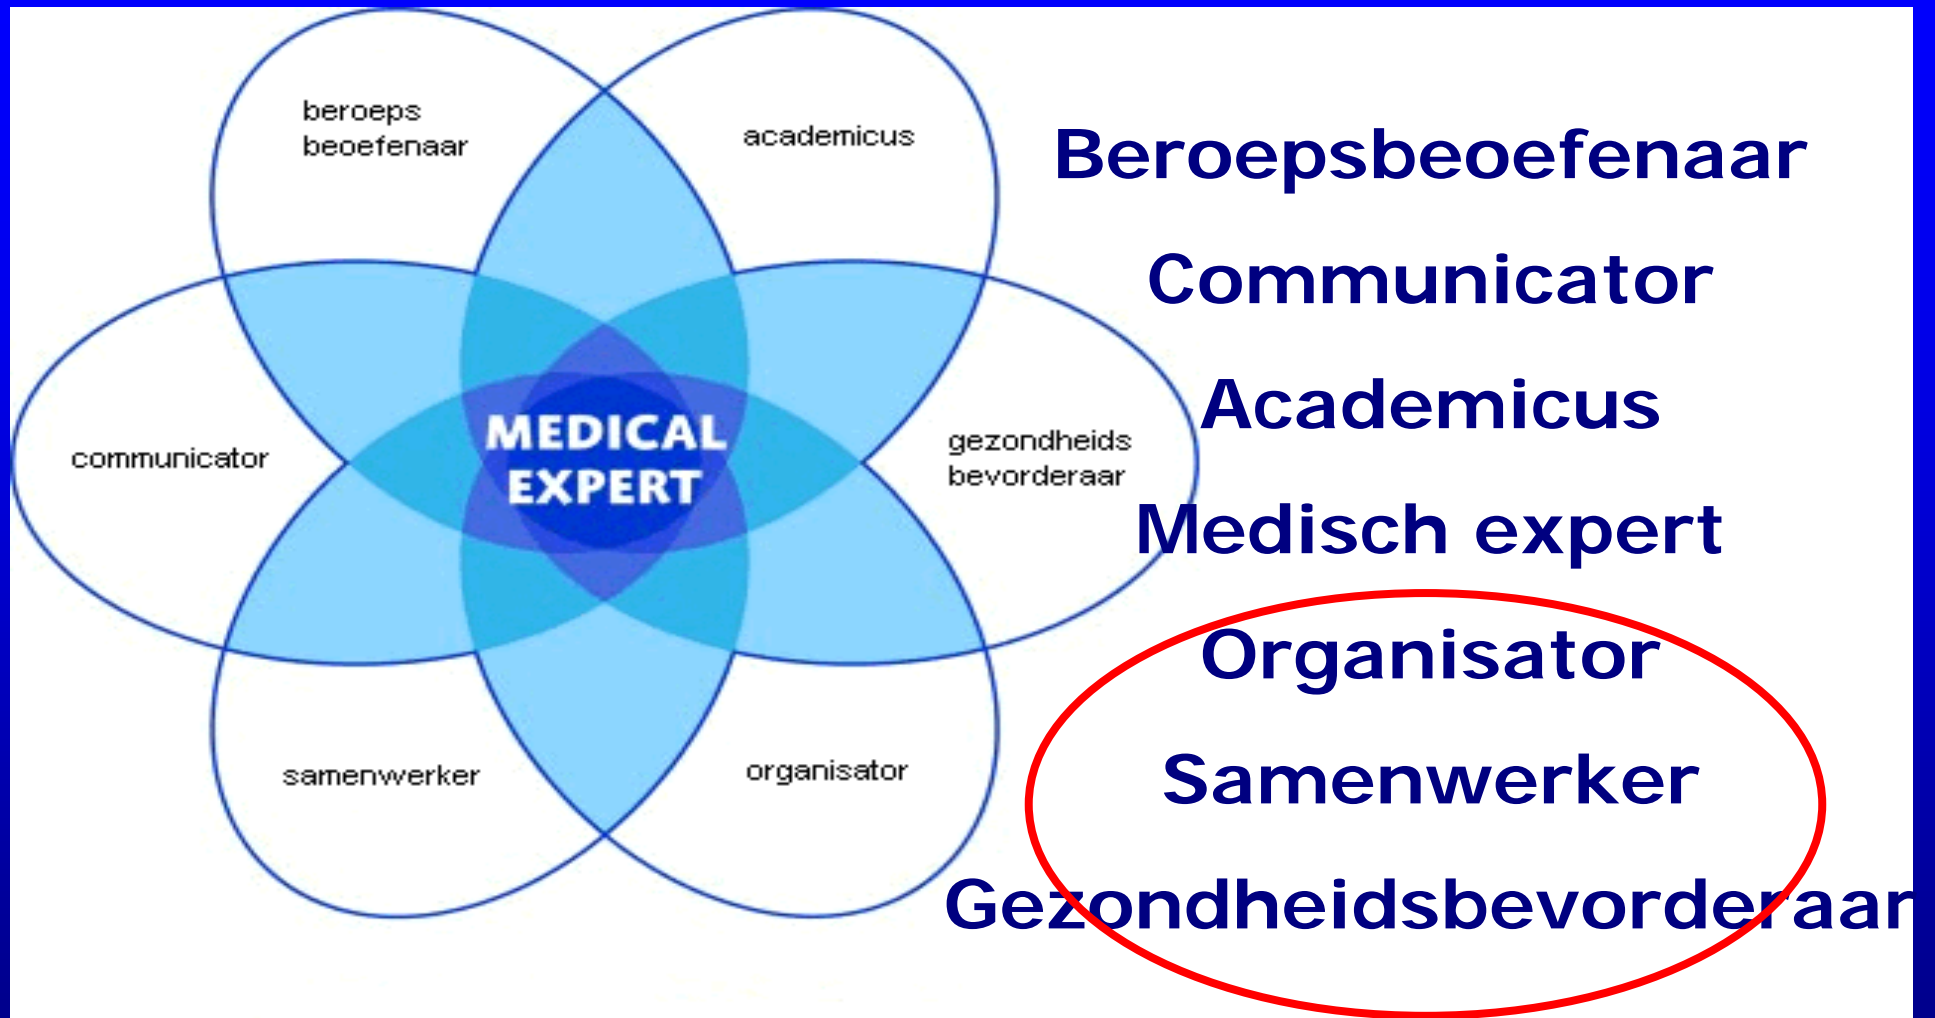 beroeps
beoefenaar
academicus
communicator
MEDICAL
EXPERT
gezondheids
bevorderaar
samenwerker
organisator
Beroepsbeoefenaar
Communicator
Academicus
Medisch expert
Organisator
Samenwerker
Gezondheidsbevorderaar